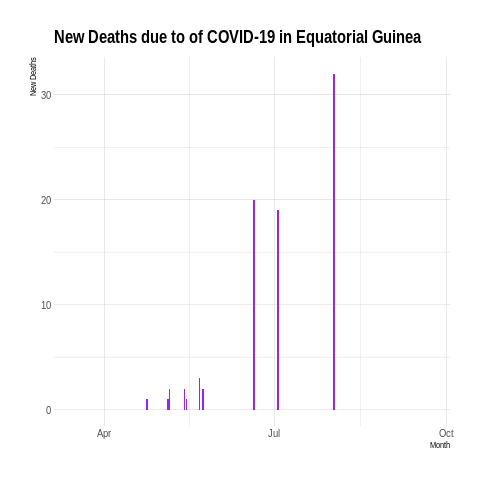 New Deaths due to of COVID-19 in Equatorial Guinea
New Deaths
30
20
10
0
Apr Jul Oct
Month